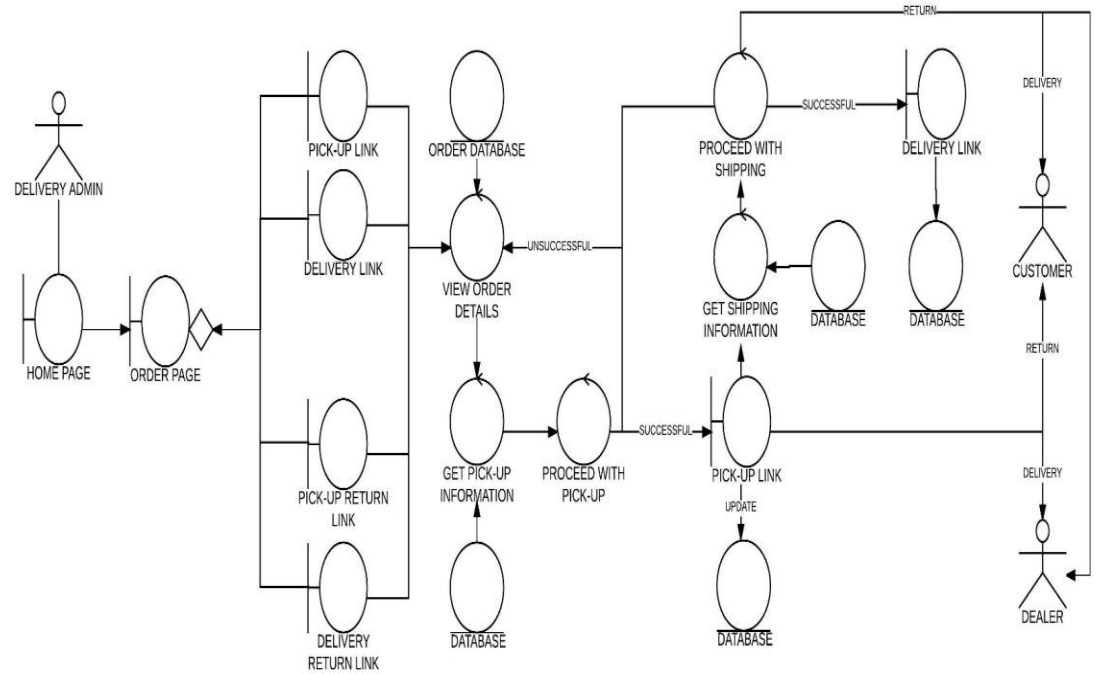 RETURN
DELIVERY
SUCCESSFUL
PICK-UP LINK
ORDER DATABASE
PROCEED WITH
SHIPPING
DELIVERY LINK
DELIVERY ADMIN
DELIVERY LINK
UNSUCCESSFUL
VIEW ORDER
DETAILS
GET SHIPPING
INFORMATION
DATABASE
DATABASE
CUSTOMER
HOME PAGE
ORDER PAGE
RETURN
SUCCESSFUL
PICK-UP RETURN
LINK
GET PICK-UP
INFORMATION
PROCEED WITH
PICK-UP
PICK-UP LINK
DELIVERY
UPDATE
DELIVERY
RETURN LINK
DATABASE
DATABASE
DEALER